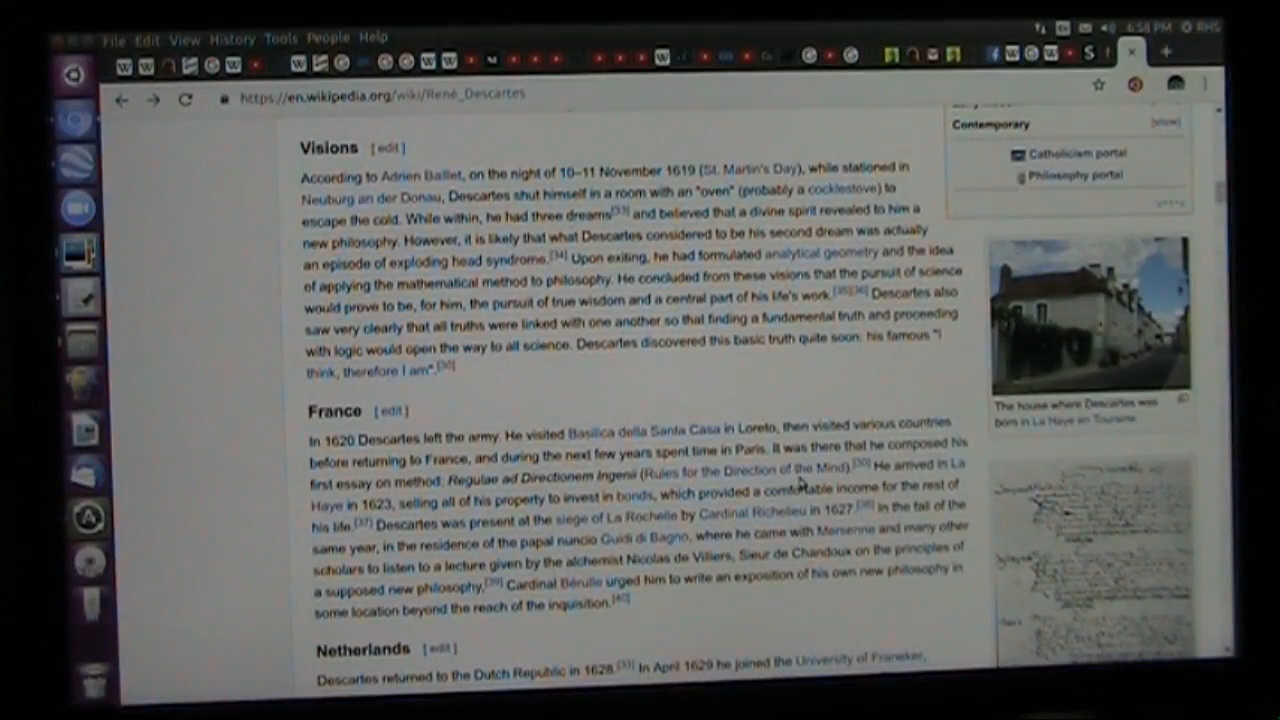 File Edit View History Tools People Help
6:58 PM RHS
https://en.wikipedia.org/wiki/René_Descartes
Contemporary [show]
Catholicism portal
Philosophy portal
V·T·E
Visions [edit]
According to Adrien Baillet, on the night of 10–11 November 1619 (St. Martin's Day), while stationed in
Neuburg an der Donau, Descartes shut himself in a room with an "oven" (probably a cocklestove) to
escape the cold. While within, he had three dreams[33] and believed that a divine spirit revealed to him a
new philosophy. However, it is likely that what Descartes considered to be his second dream was actually
an episode of exploding head syndrome.[34] Upon exiting, he had formulated analytical geometry and the idea
of applying the mathematical method to philosophy. He concluded from these visions that the pursuit of science
would prove to be, for him, the pursuit of true wisdom and a central part of his life's work.[35][36] Descartes also
saw very clearly that all truths were linked with one another so that finding a fundamental truth and proceeding
with logic would open the way to all science. Descartes discovered this basic truth quite soon: his famous "I
think, therefore I am".[30]
The house where Descartes was
born in La Haye en Touraine
France [edit]
In 1620 Descartes left the army. He visited Basilica della Santa Casa in Loreto, then visited various countries
before returning to France, and during the next few years spent time in Paris. It was there that he composed his
first essay on method: Regulae ad Directionem Ingenii (Rules for the Direction of the Mind).[30] He arrived in La
Haye in 1623, selling all of his property to invest in bonds, which provided a comfortable income for the rest of
his life.[37] Descartes was present at the siege of La Rochelle by Cardinal Richelieu in 1627.[38] In the fall of the
same year, in the residence of the papal nuncio Guidi di Bagno, where he came with Mersenne and many other
scholars to listen to a lecture given by the alchemist Nicolas de Villiers, Sieur de Chandoux on the principles of
a supposed new philosophy,[39] Cardinal Bérulle urged him to write an exposition of his own new philosophy in
some location beyond the reach of the inquisition.[40]
Netherlands [edit]
Descartes returned to the Dutch Republic in 1628.[33] In April 1629 he joined the University of Franeker,